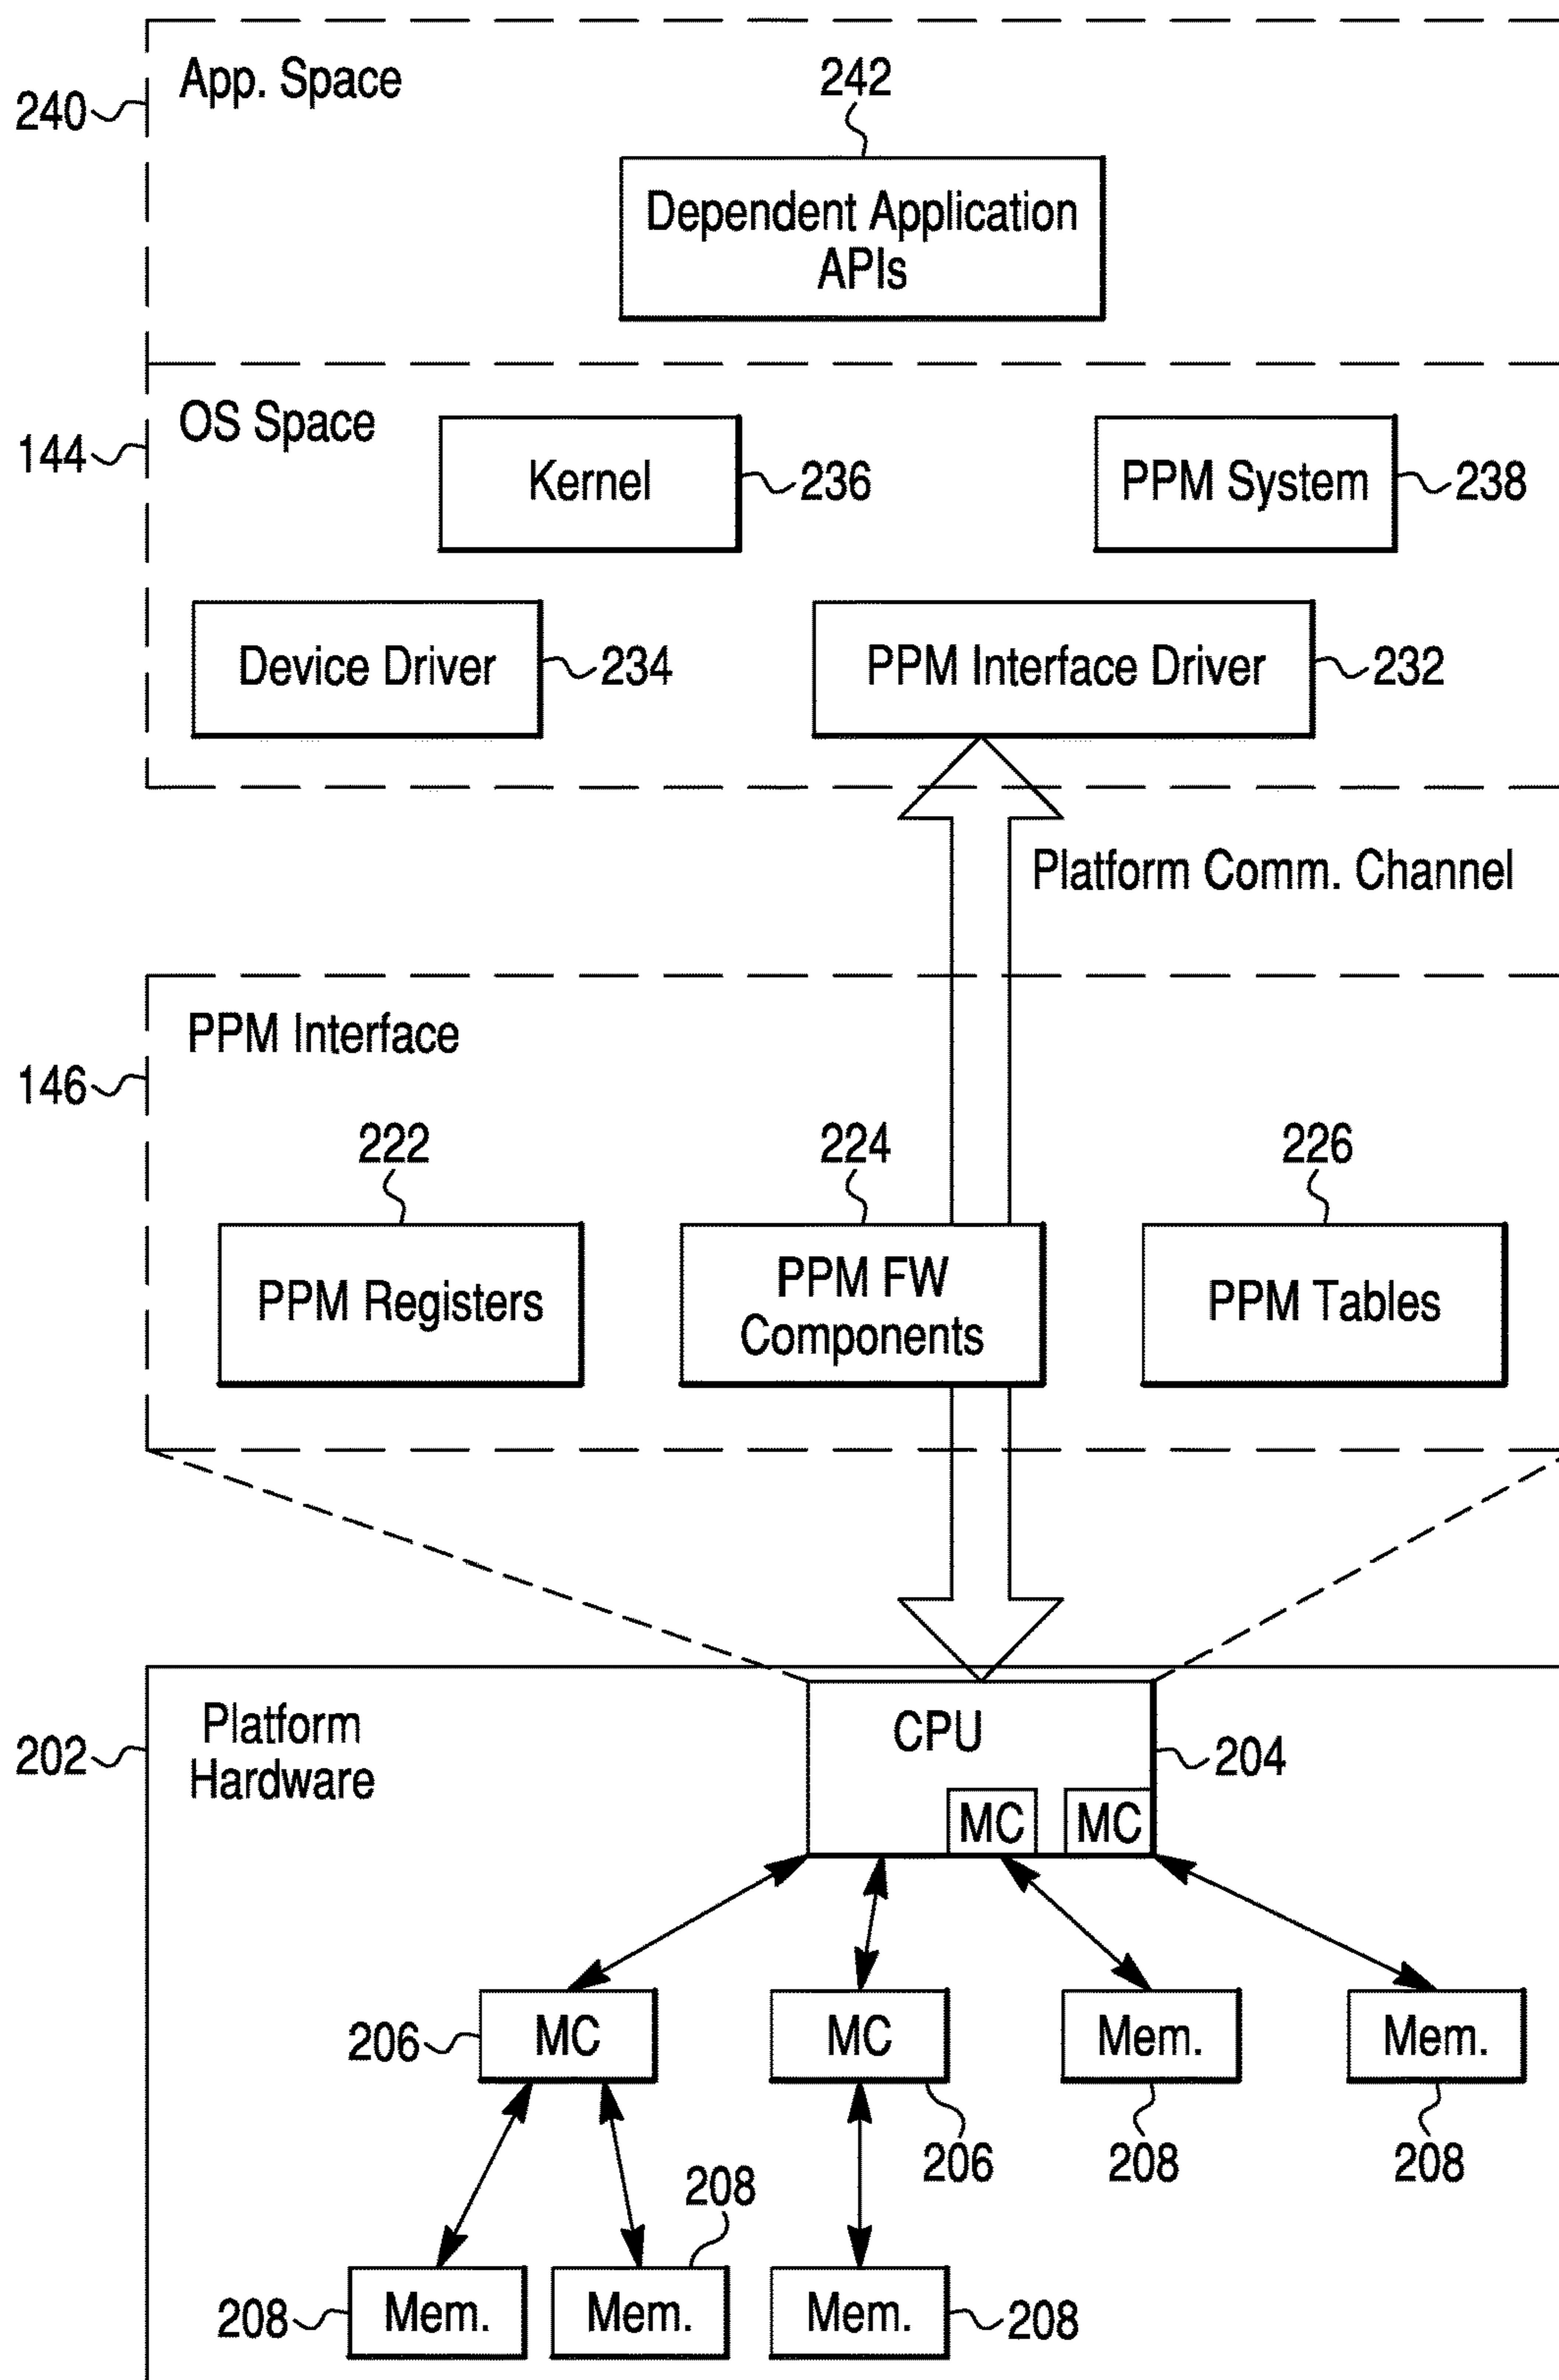 App. Space
240
242
Dependent Application
APIs
OS Space
144
Kernel
236
PPM System
238
Device Driver
234
PPM Interface Driver
232
Platform Comm. Channel
PPM Interface
146
222
224
226
PPM Registers
PPM FW
Components
PPM Tables
Platform
Hardware
202
CPU
204
MC
MC
206
MC
MC
Mem.
Mem.
206
208
208
208
208
Mem.
Mem.
Mem.
208